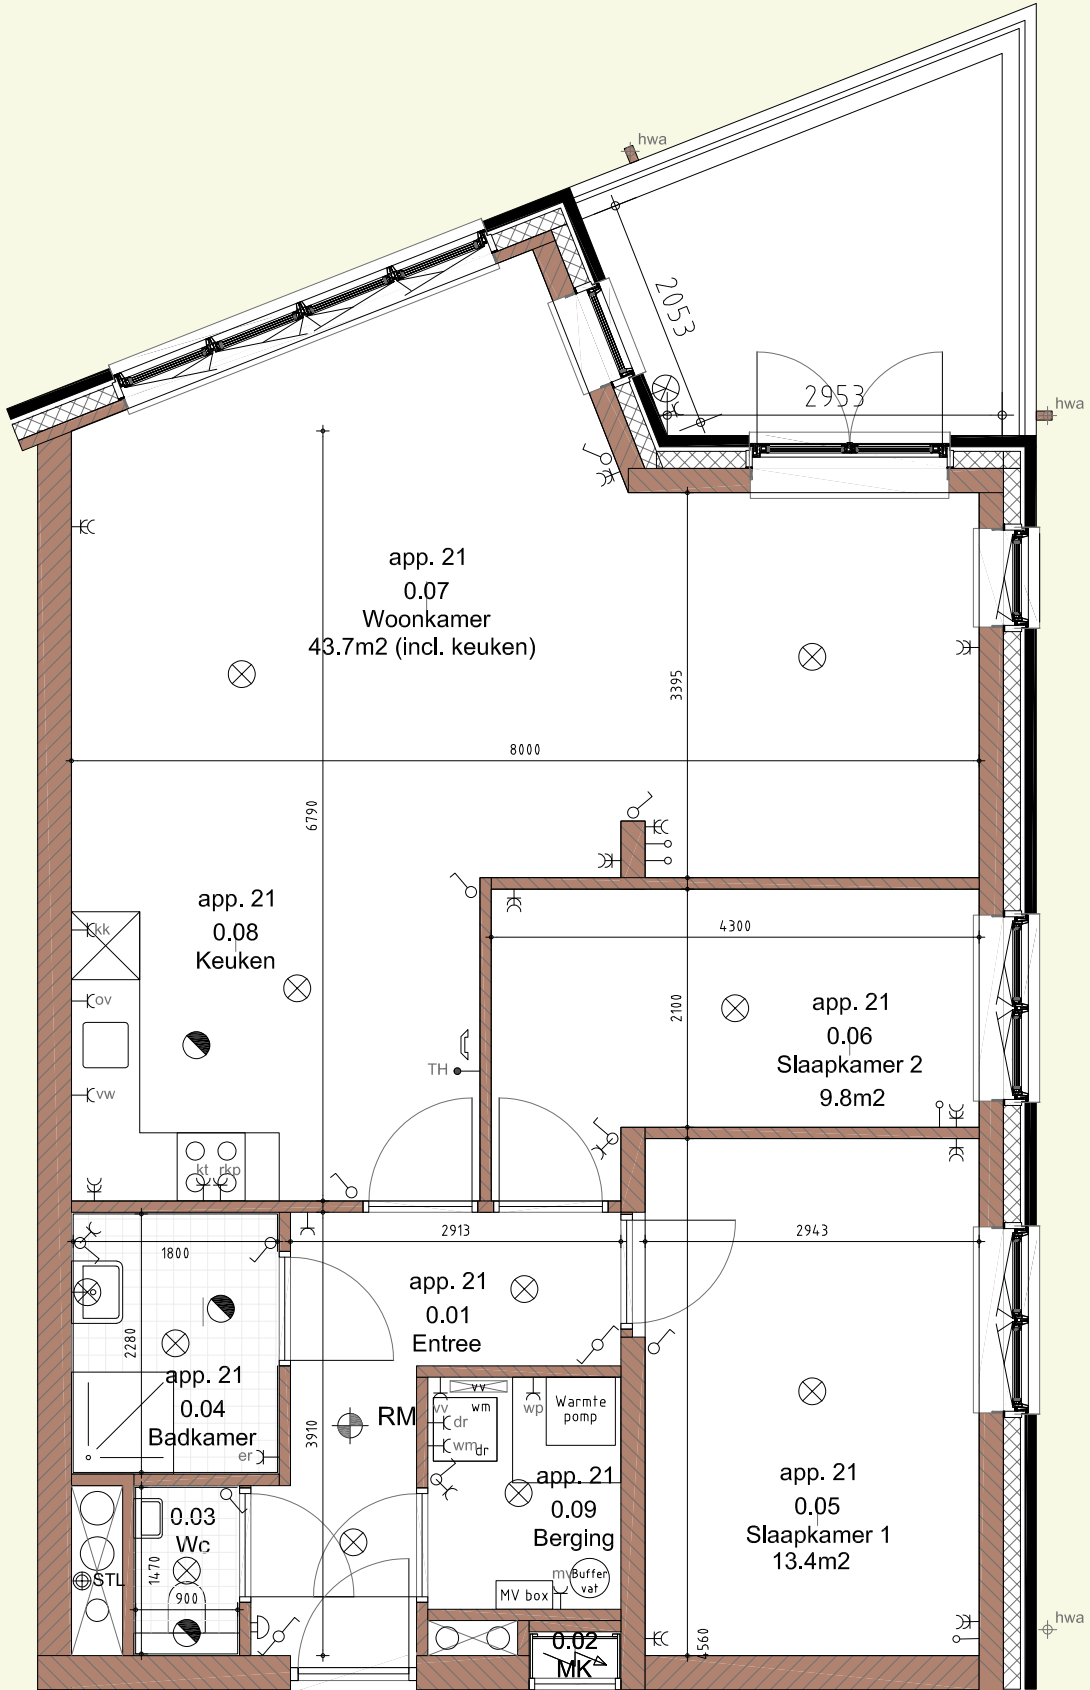 hwa
2053
2953
hwa
app. 21
0.07
Woonkamer
43.7m2 (incl. keuken)
3395
8000
6790
app. 21
0.08
Keuken
kk
ov
vw
4300
2100
app. 21
0.06
Slaapkamer 2
9.8m2
TH
kt
rkp
1800
2913
2943
app. 21
0.01
Entree
2280
app. 21
0.04
Badkamer
er
3910
RM
vv
vv
wm
wp
Warmte
pomp
dr
wm
dr
app. 21
0.09
Berging
app. 21
0.05
Slaapkamer 1
13.4m2
0.03
Wc
1470
STL
900
mv
Buffer
vat
MV box
0.02
MK
4560
hwa